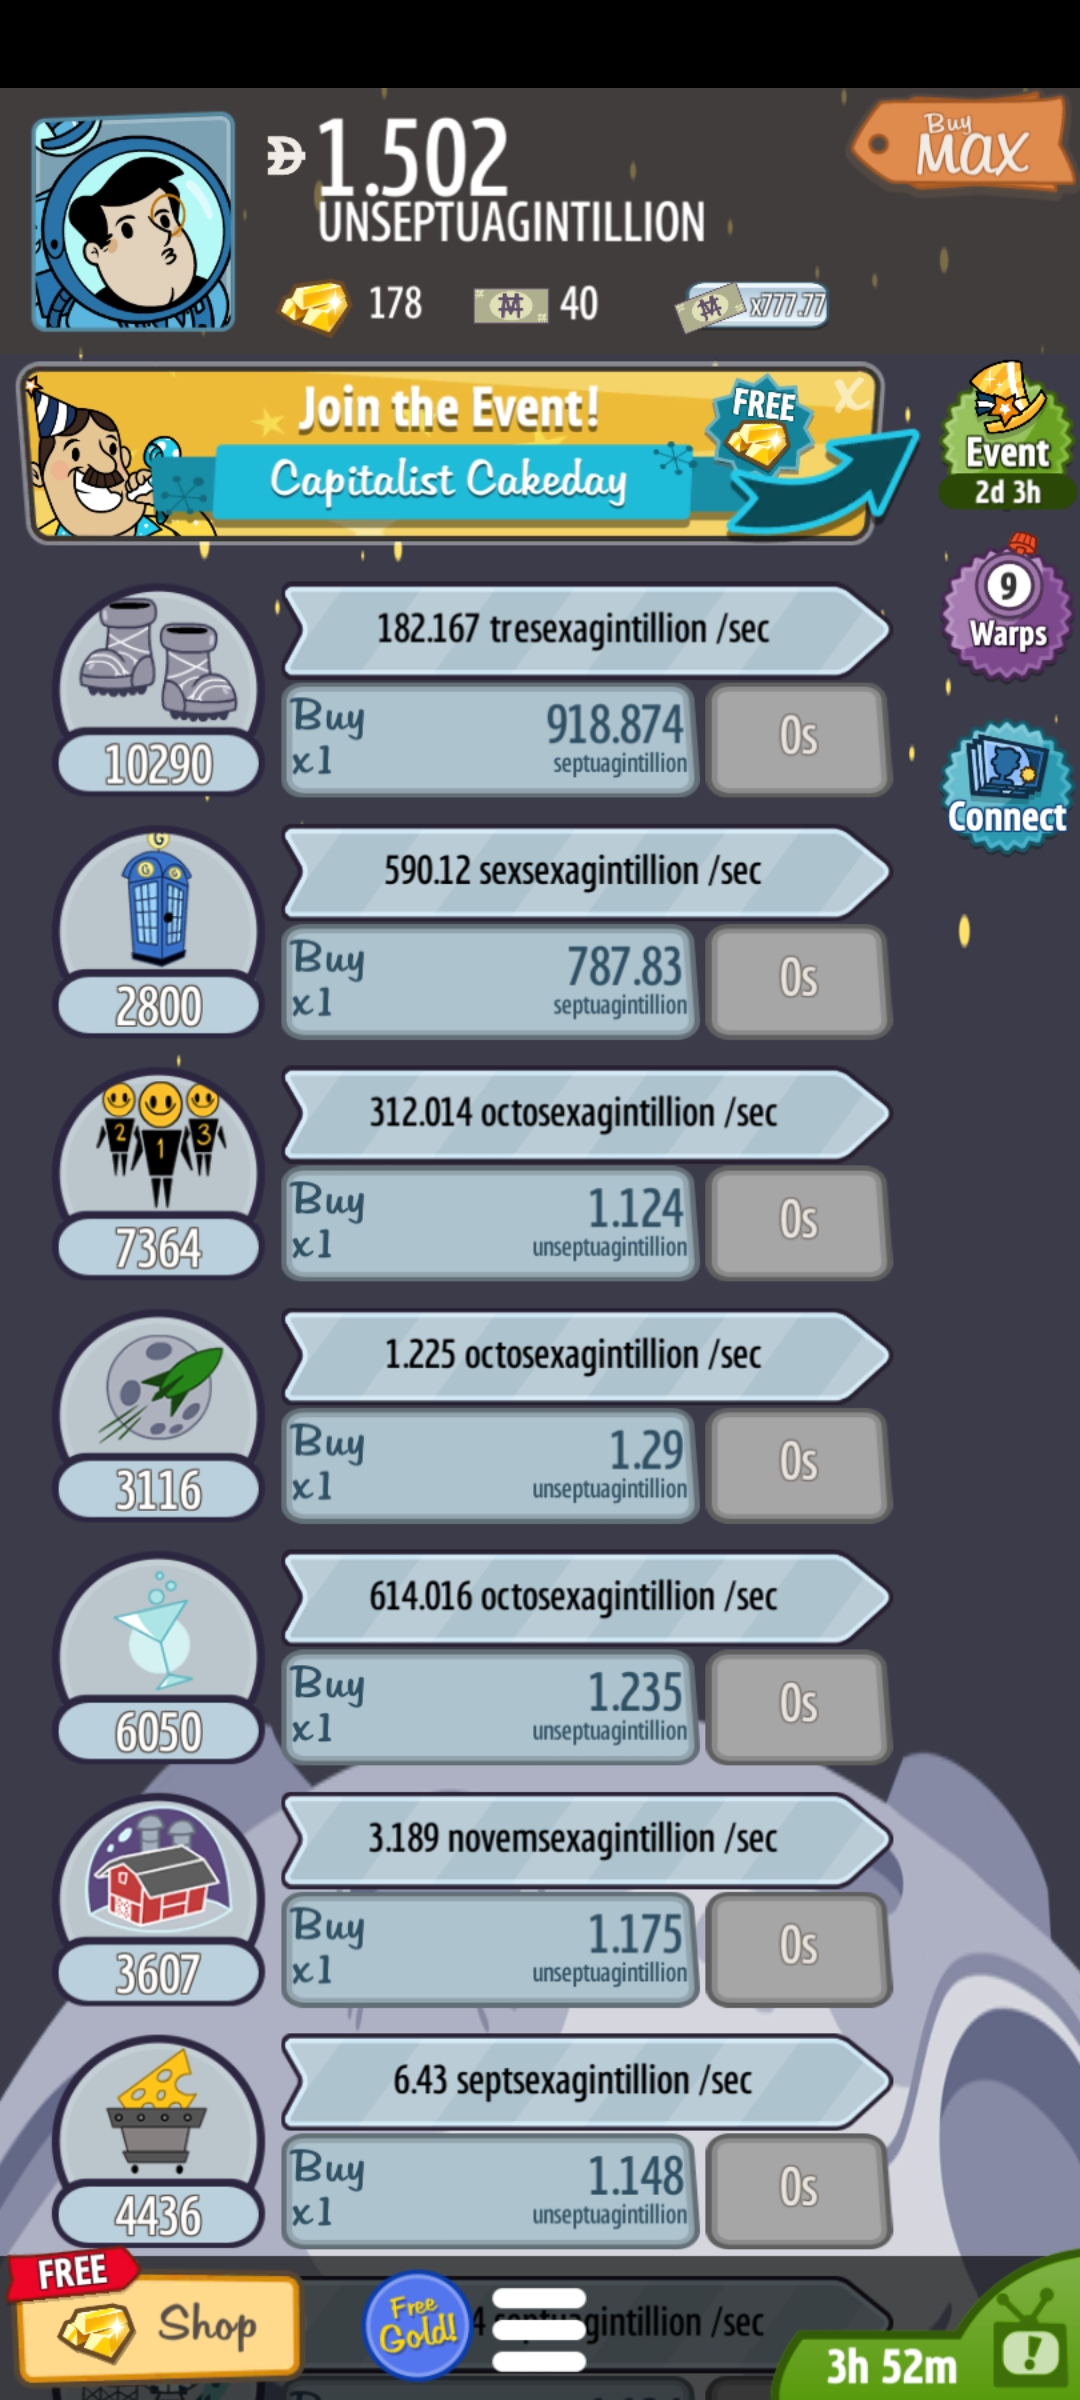 Buy
MAX
1.502
UNSEPTUAGINTILLION
178
40
x777.77
Join the Event!
Capitalist Cakeday
FREE
X
Event
2d 3h
9
Warps
Connect
182.167 tresexagintillion /sec
Buy
x1
918.874
septuagintillion
0s
10290
G
G G
590.12 sexsexagintillion /sec
Buy
x1
787.83
septuagintillion
0s
2800
2 1 3
312.014 octosexagintillion /sec
Buy
x1
1.124
unseptuagintillion
0s
7364
1.225 octosexagintillion /sec
Buy
x1
1.29
unseptuagintillion
0s
3116
614.016 octosexagintillion /sec
Buy
x1
1.235
unseptuagintillion
0s
6050
3.189 novemsexagintillion /sec
Buy
x1
1.175
unseptuagintillion
0s
3607
6.43 septsexagintillion /sec
Buy
x1
1.148
unseptuagintillion
0s
4436
FREE
Shop
Free
Gold!
/sec
3h 52m
!